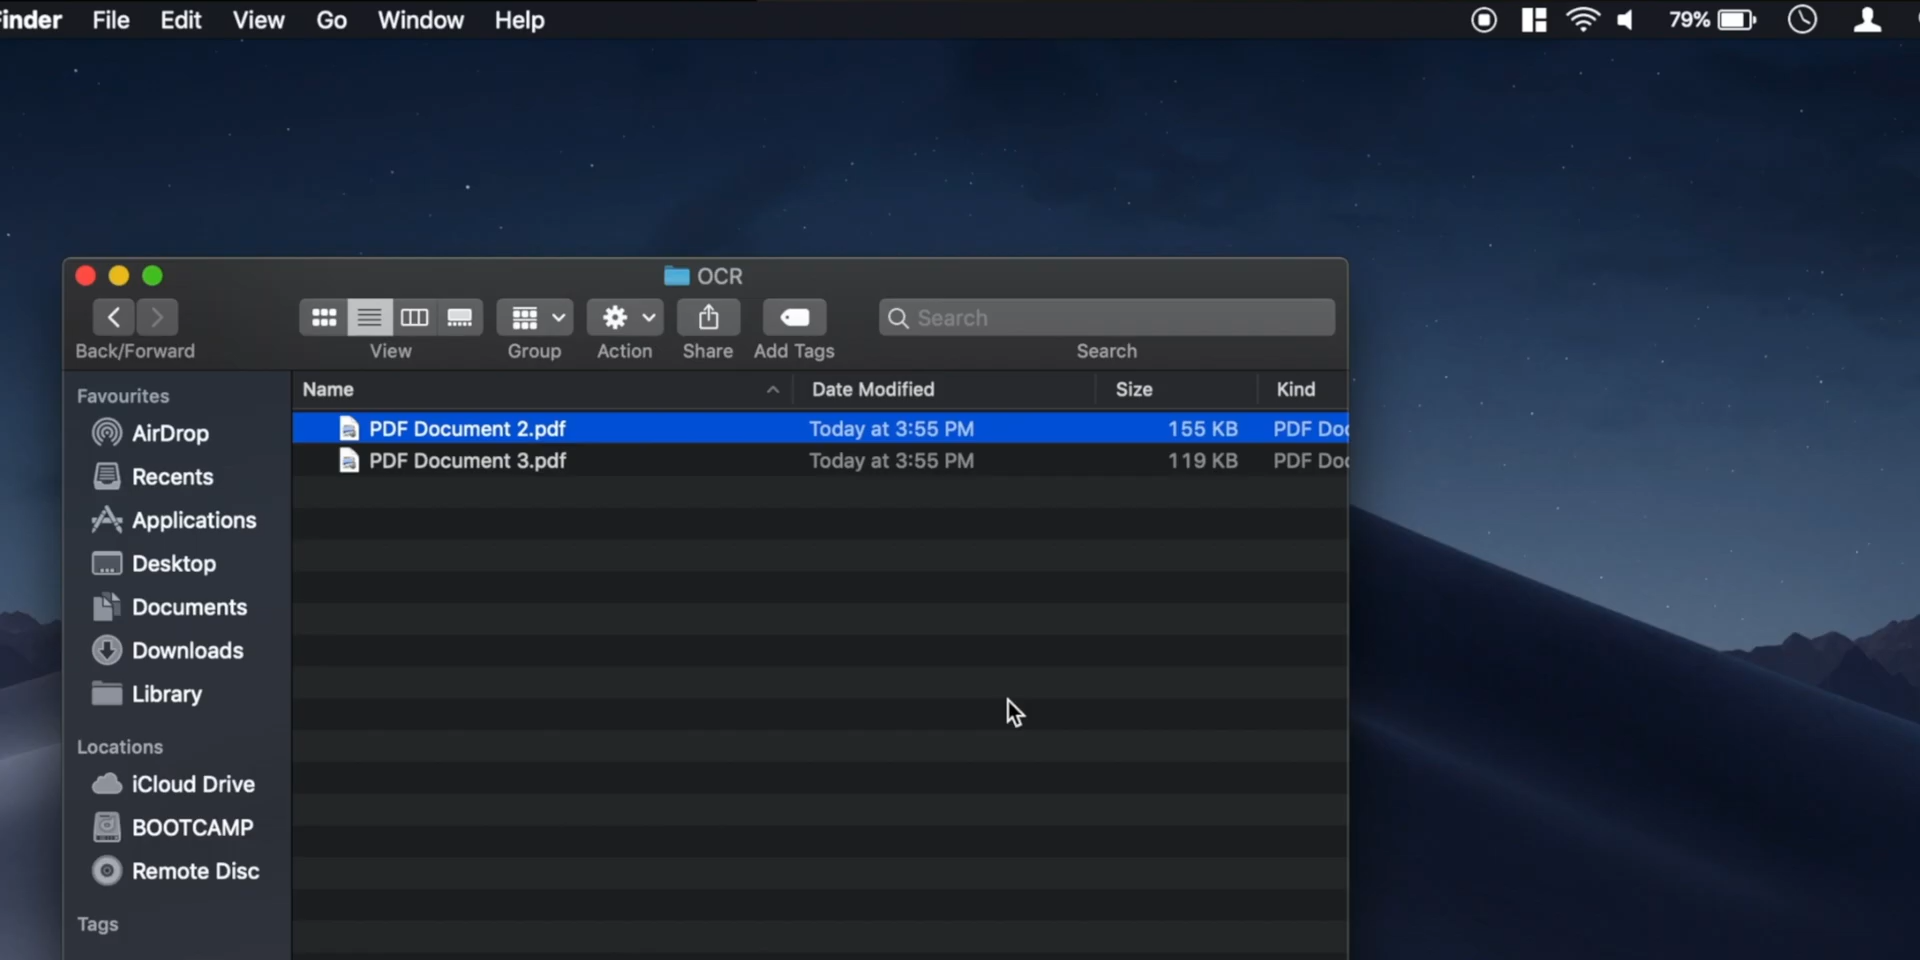 Finder File Edit View Go Window Help 79%
OCR
Search
Back/Forward View Group Action Share Add Tags Search
Favourites
Name Date Modified Size Kind
PDF Document 2.pdf Today at 3:55 PM 155 KB PDF Doc
PDF Document 3.pdf Today at 3:55 PM 119 KB PDF Doc
AirDrop
Recents
Applications
Desktop
Documents
Downloads
Library
Locations
iCloud Drive
BOOTCAMP
Remote Disc
Tags